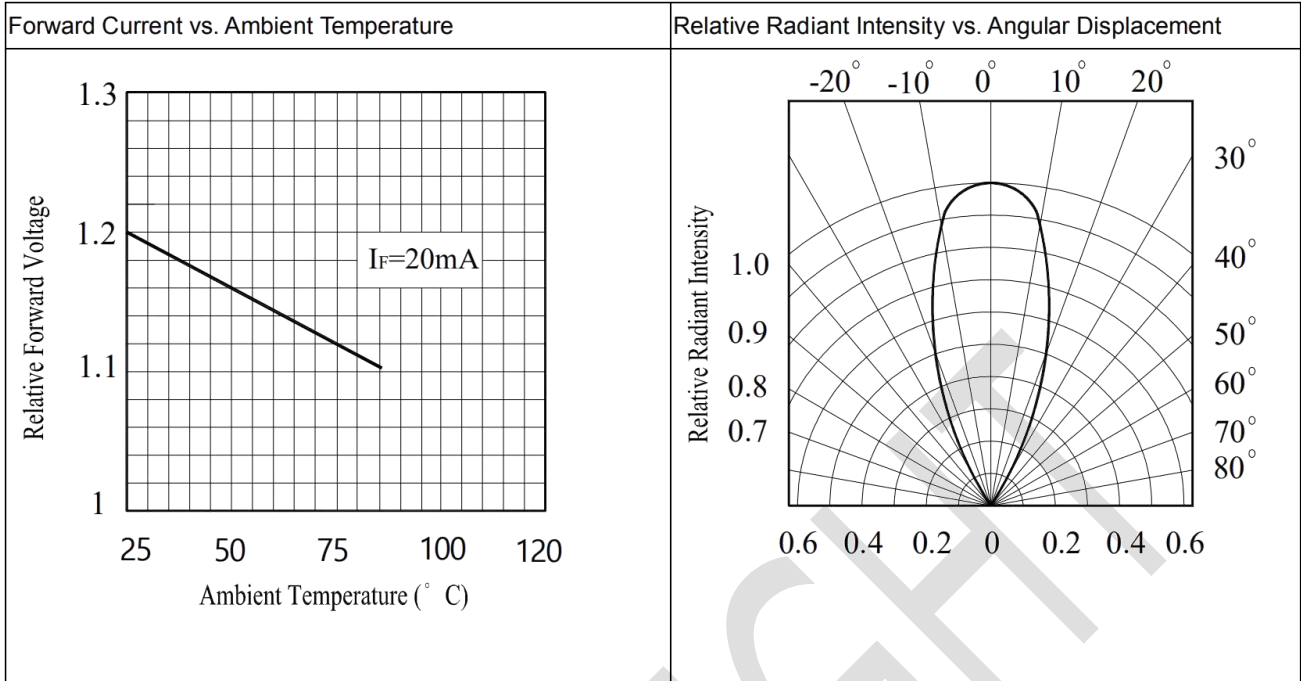 Forward Current vs. Ambient Temperature
Relative Radiant Intensity vs. Angular Displacement
1.3
1.2
1.1
1
Relative Forward Voltage
IF=20mA
25 50 75 100 120
Ambient Temperature (° C)
-20° -10° 0° 10° 20°
30°
40°
50°
60°
70°
80°
Relative Radiant Intensity
1.0
0.9
0.8
0.7
0.6 0.4 0.2 0 0.2 0.4 0.6